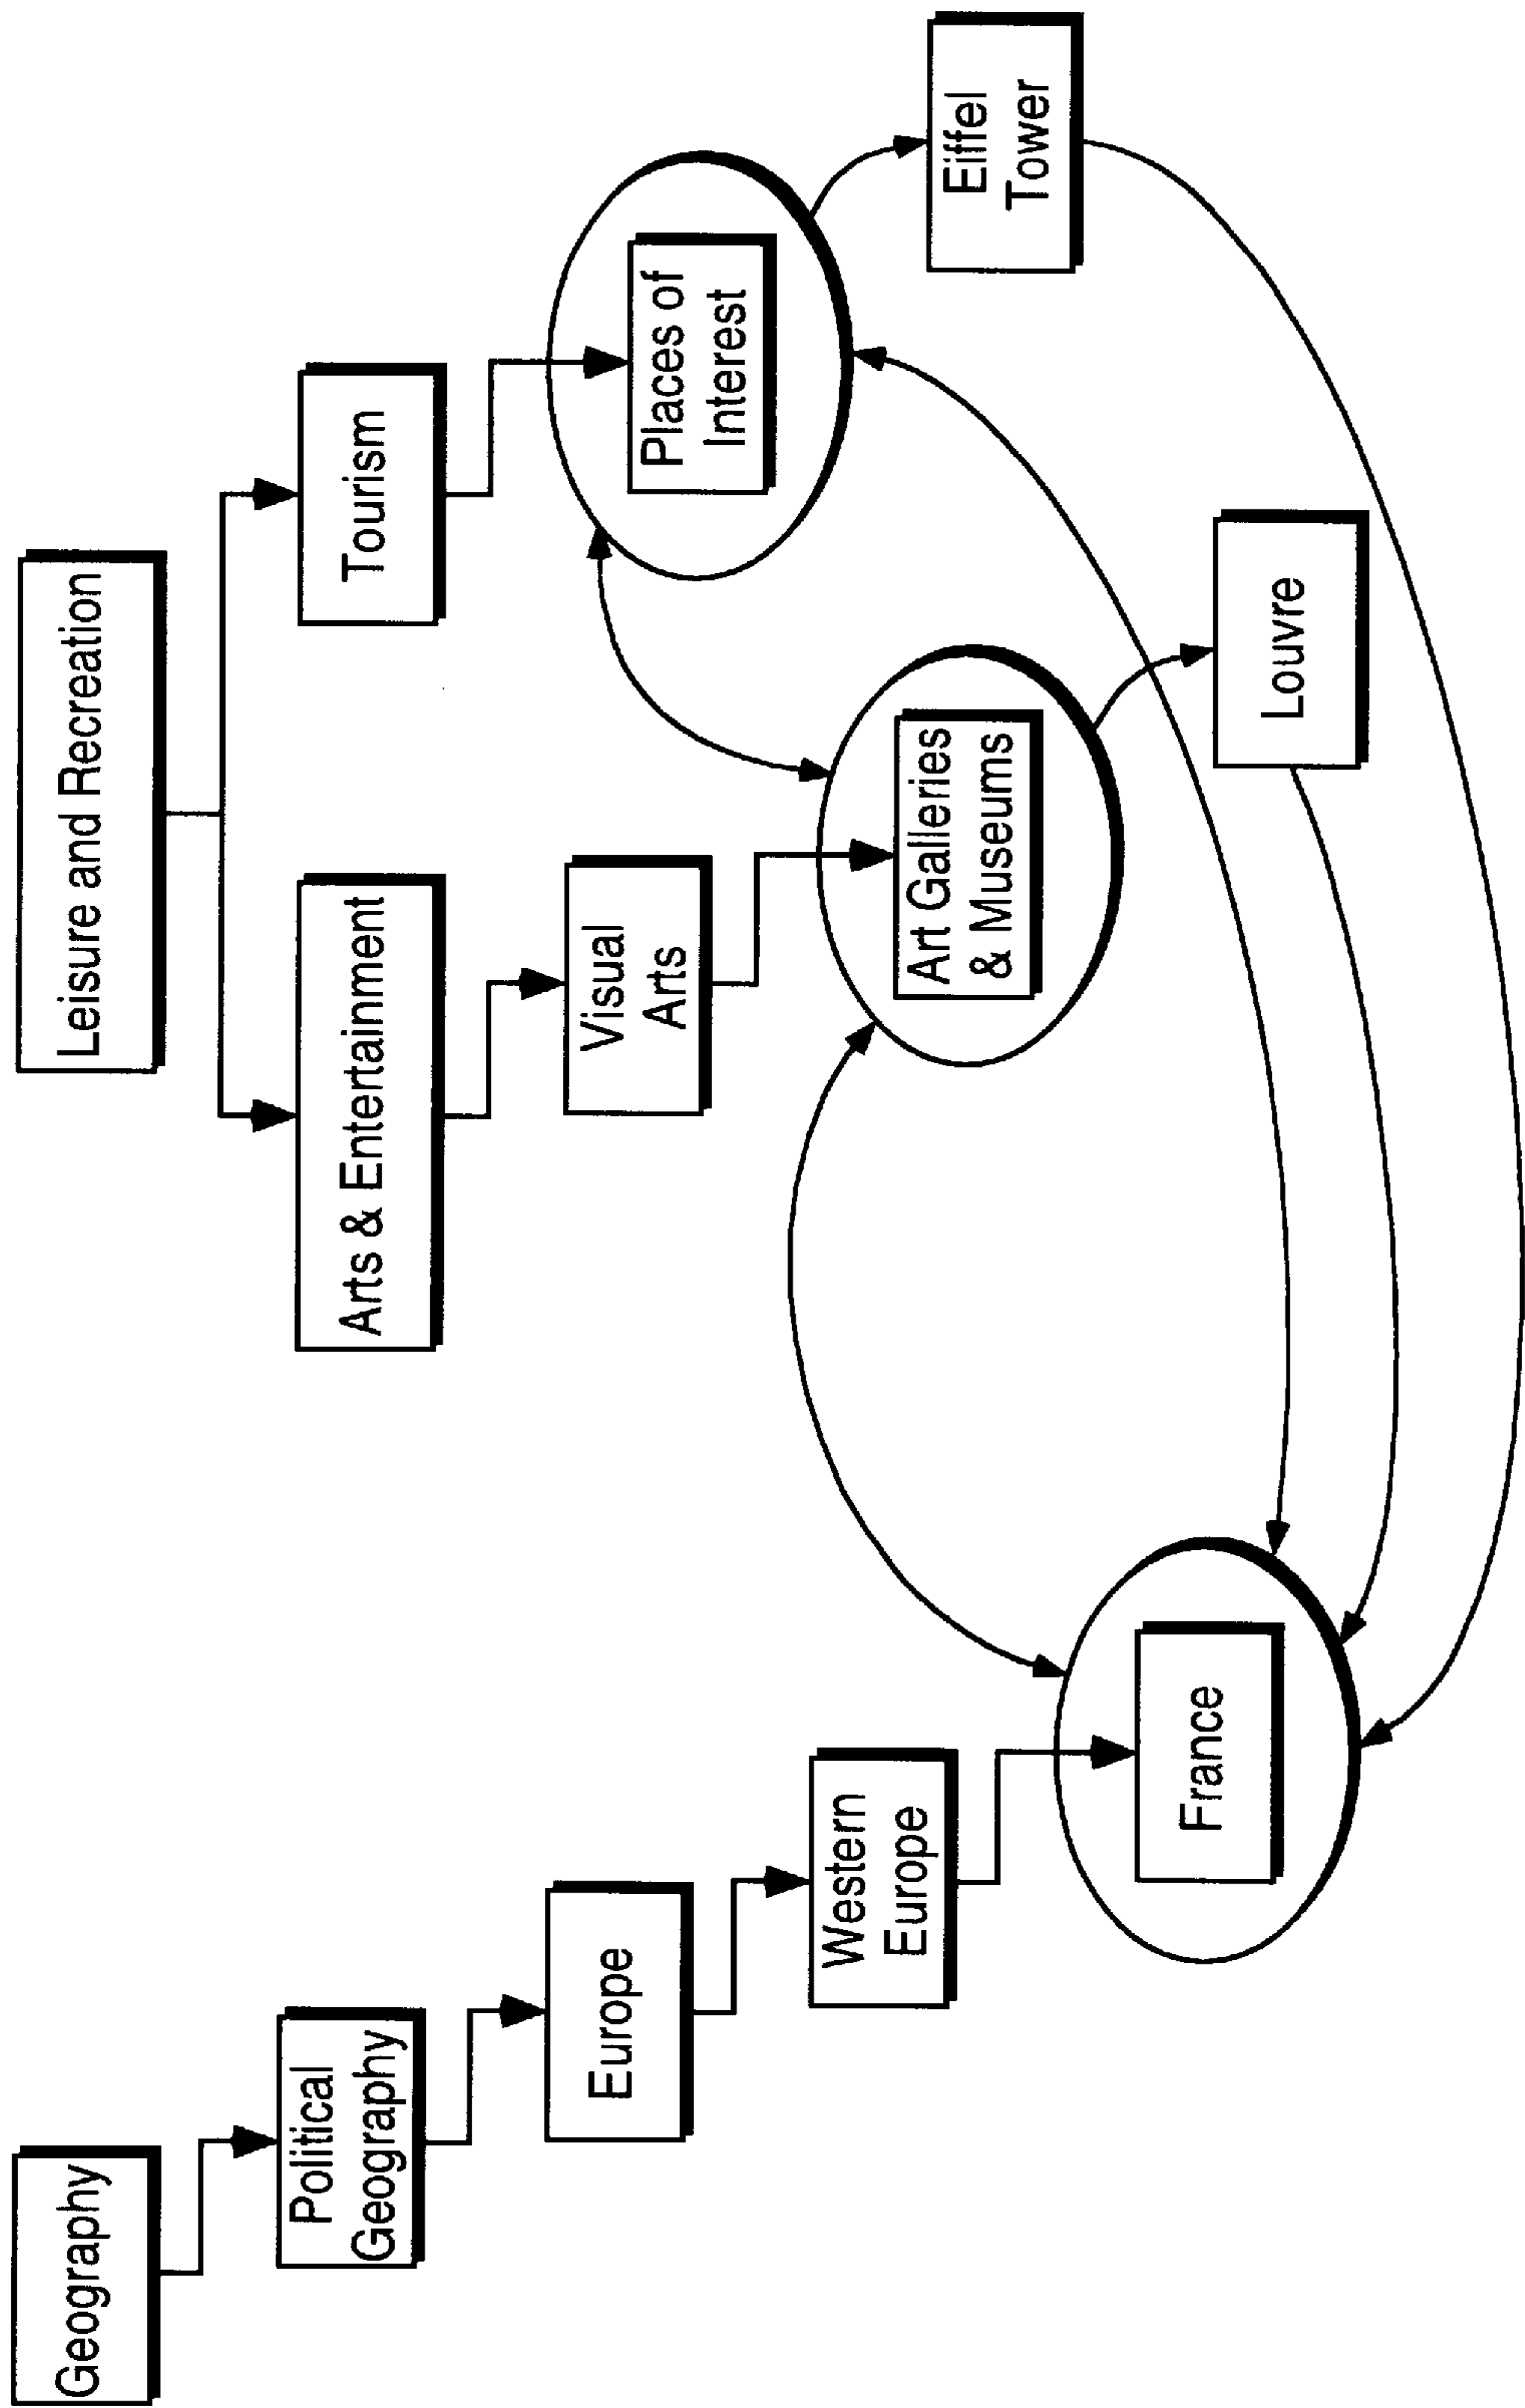 Geography
Political
Geography
Europe
Western
Europe
France
Leisure and Recreation
Arts & Entertainment
Visual
Arts
Art Galleries
& Museums
Louvre
Tourism
Places of
Interest
Eiffel
Tower